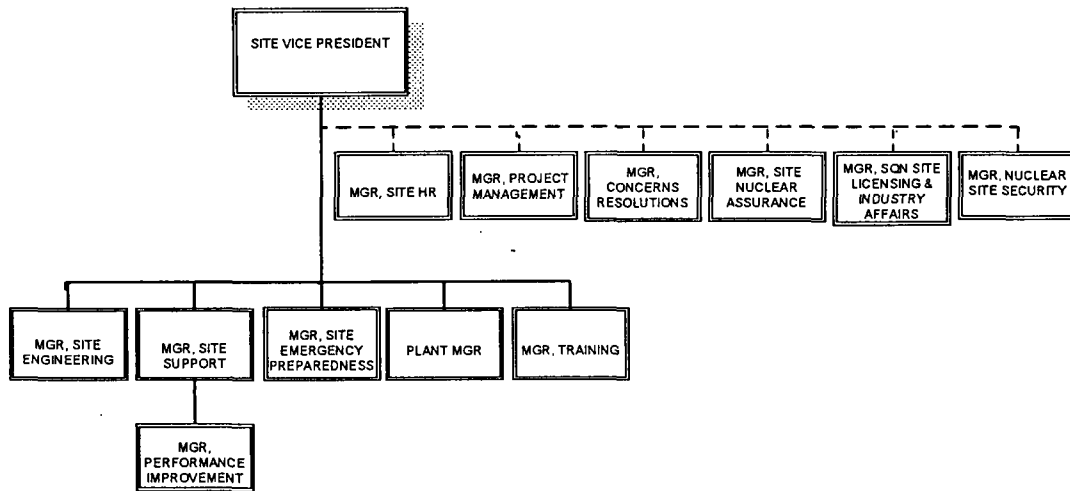 SITE VICE PRESIDENT
MGR, SITE HR
MGR, PROJECT
MANAGEMENT
MGR,
CONCERNS
RESOLUTIONS
MGR, SITE
NUCLEAR
ASSURANCE
MGR, SQN SITE
LICENSING &
INDUSTRY
AFFAIRS
MGR, NUCLEAR
SITE SECURITY
MGR, SITE
ENGINEERING
MGR, SITE
SUPPORT
MGR, SITE
EMERGENCY
PREPAREDNESS
PLANT MGR
MGR, TRAINING
MGR,
PERFORMANCE
IMPROVEMENT